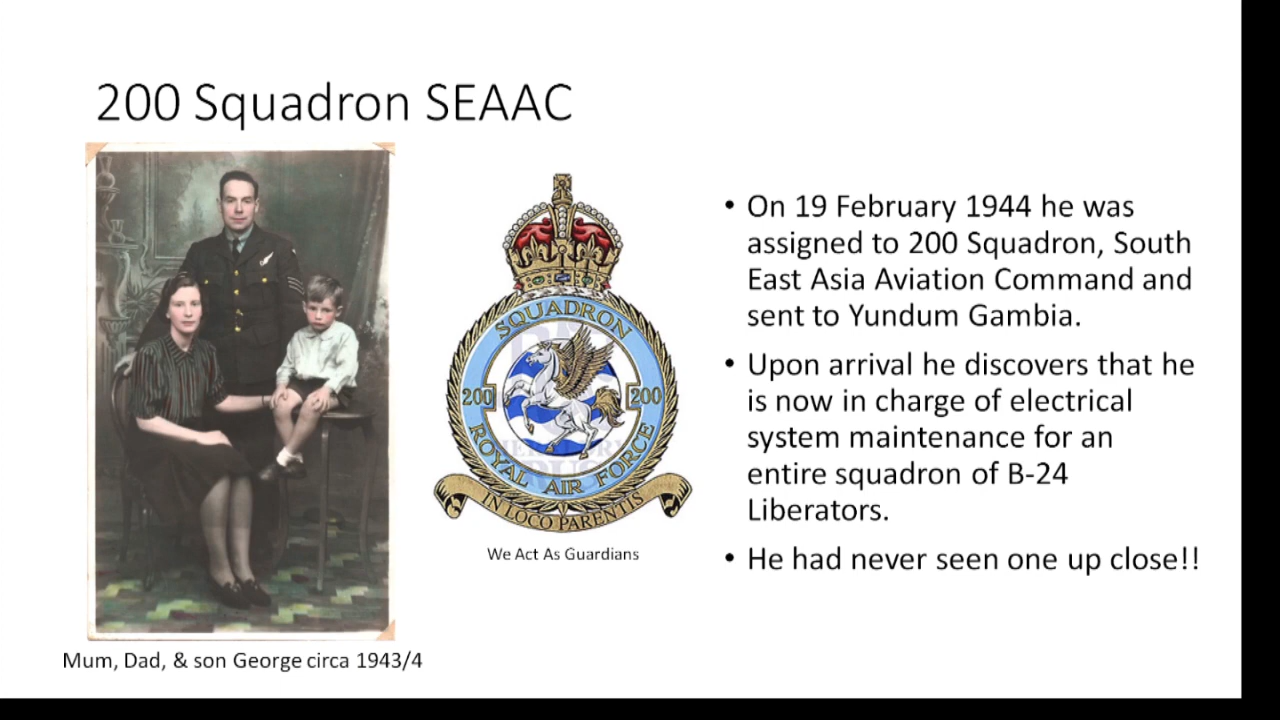 200 Squadron SEAAC
SQUADRON
200 200
ROYAL AIR FORCE
IN LOCO PARENTIS
We Act As Guardians
Mum, Dad, & son George circa 1943/4
• On 19 February 1944 he was
assigned to 200 Squadron, South
East Asia Aviation Command and
sent to Yundum Gambia.
• Upon arrival he discovers that he
is now in charge of electrical
system maintenance for an
entire squadron of B-24
Liberators.
• He had never seen one up close!!